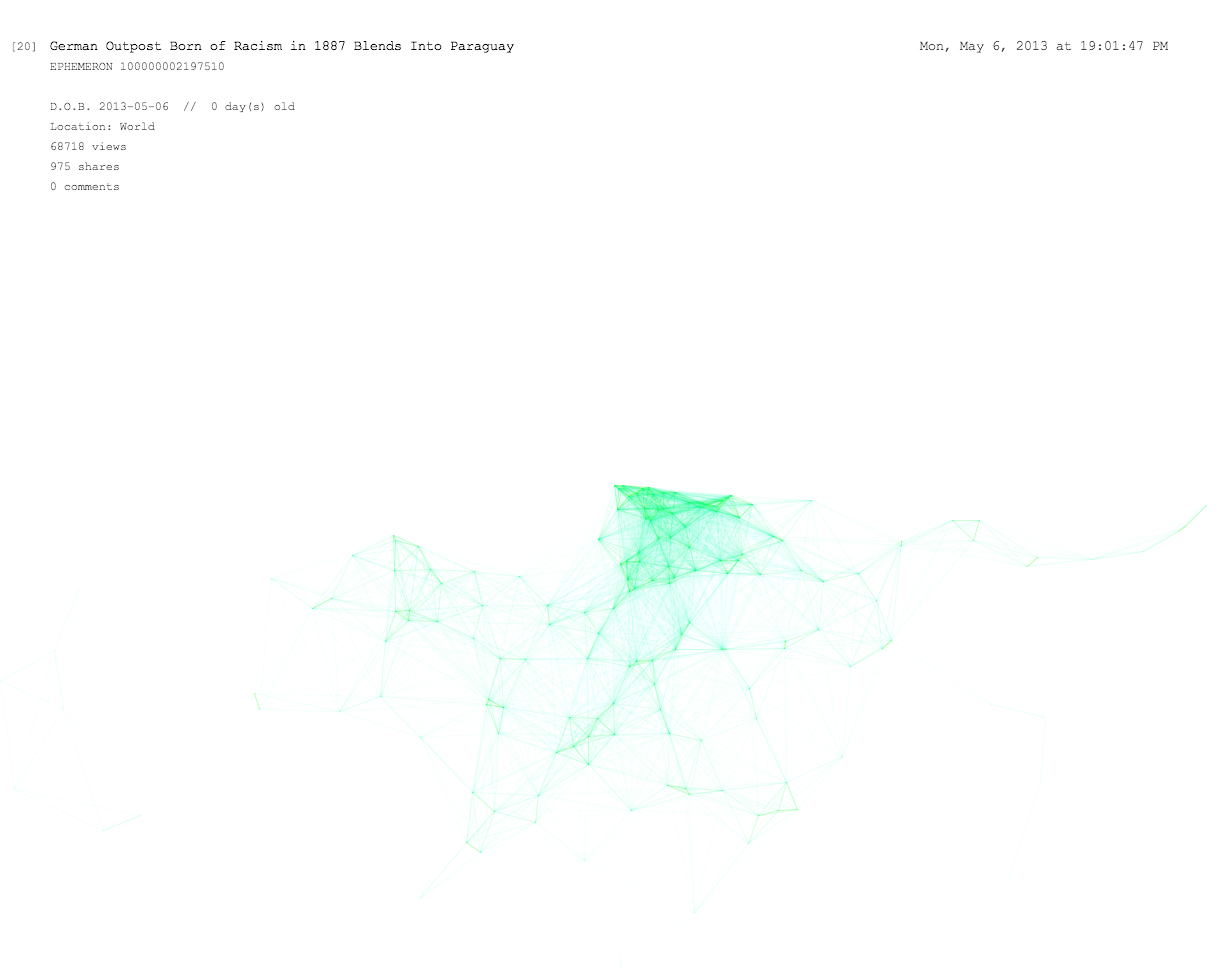 [20] German Outpost Born of Racism in 1887 Blends Into Paraguay Mon, May 6, 2013 at 19:01:47 PM
EPHEMERON 100000002197510
D.O.B. 2013-05-06 // 0 day(s) old
Location: World
68718 views
975 shares
0 comments